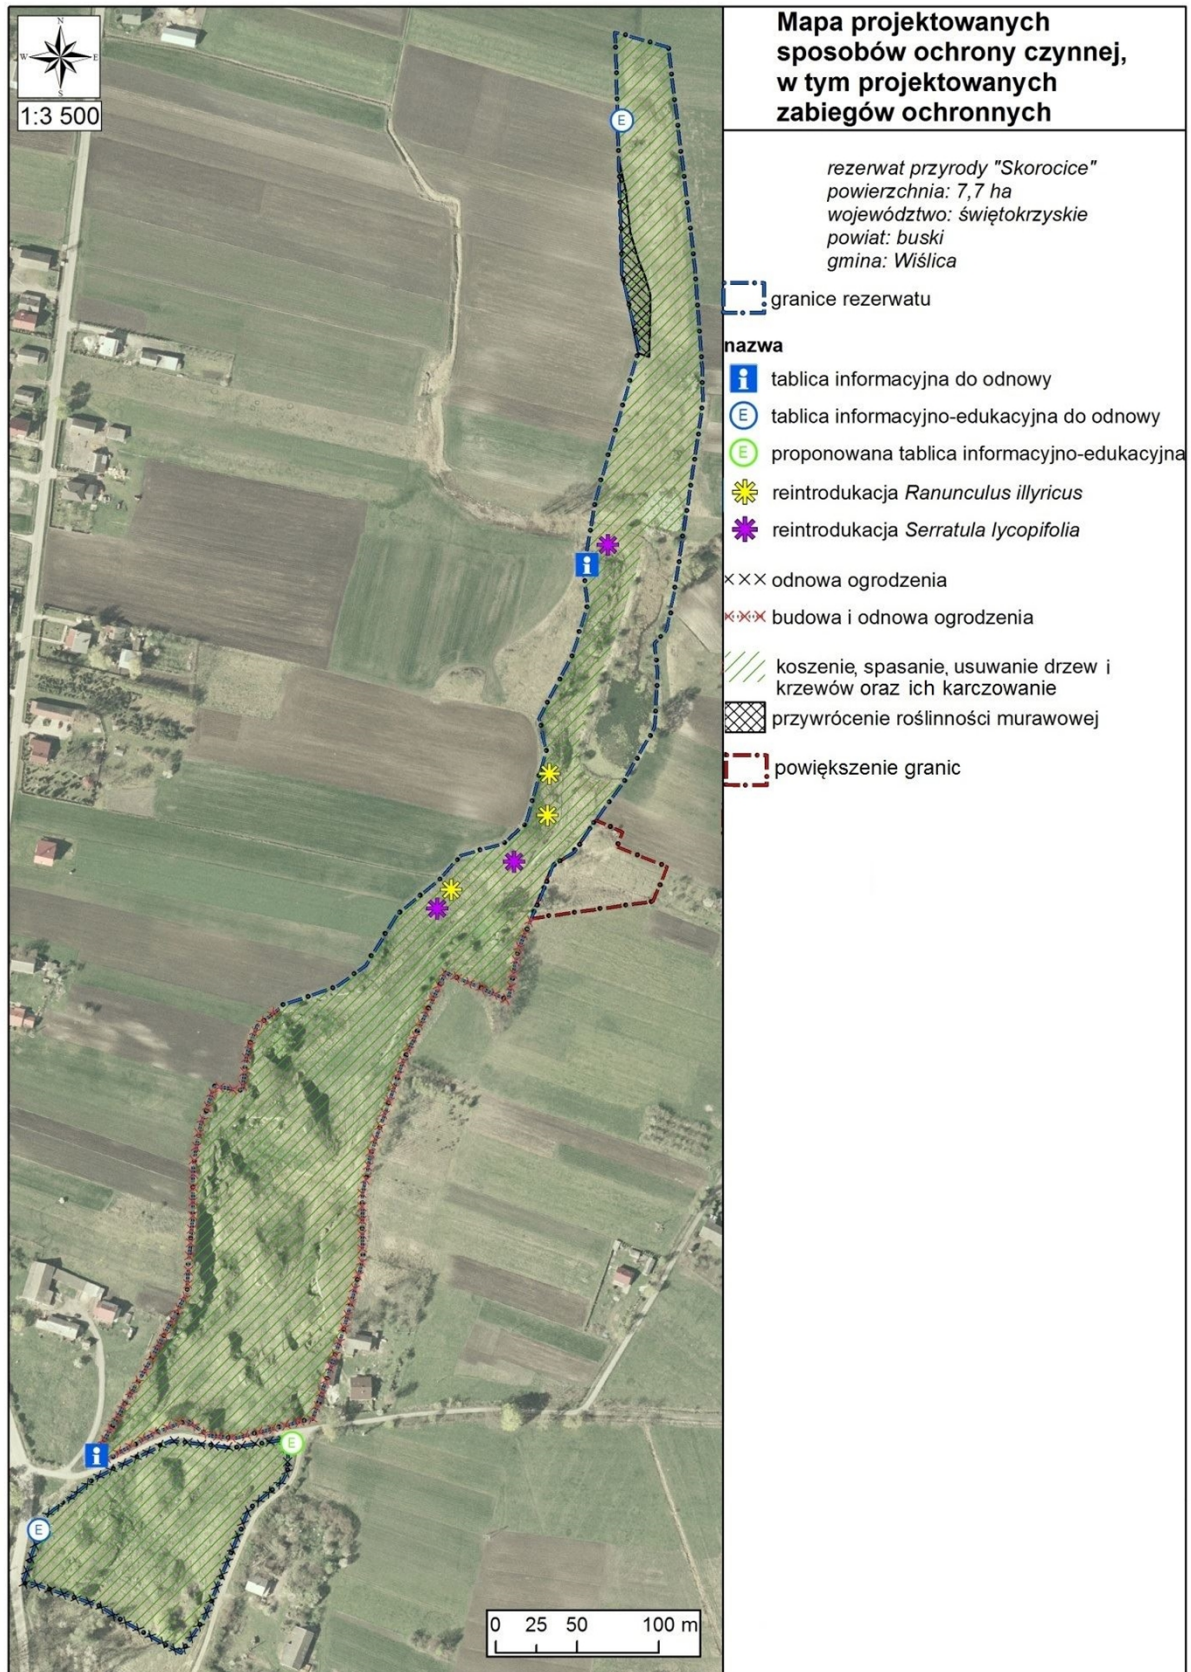 N
W
E
S
1:3 500
Mapa projektowanych
sposobów ochrony czynnej,
w tym projektowanych
zabiegów ochronnych
rezerwat przyrody "Skorocice"
powierzchnia: 7,7 ha
województwo: świętokrzyskie
powiat: buski
gmina: Wiślica
granice rezerwatu
nazwa
i tablica informacyjna do odnowy
E tablica informacyjno-edukacyjna do odnowy
E proponowana tablica informacyjno-edukacyjna
reintrodukacja Ranunculus illyricus
reintrodukacja Serratula lycopifolia
odnowa ogrodzenia
budowa i odnowa ogrodzenia
koszenie, spasanie, usuwanie drzew i
krzewów oraz ich karczowanie
przywrócenie roślinności murawowej
powiększenie granic
E
i
E
i
E
0 25 50 100 m